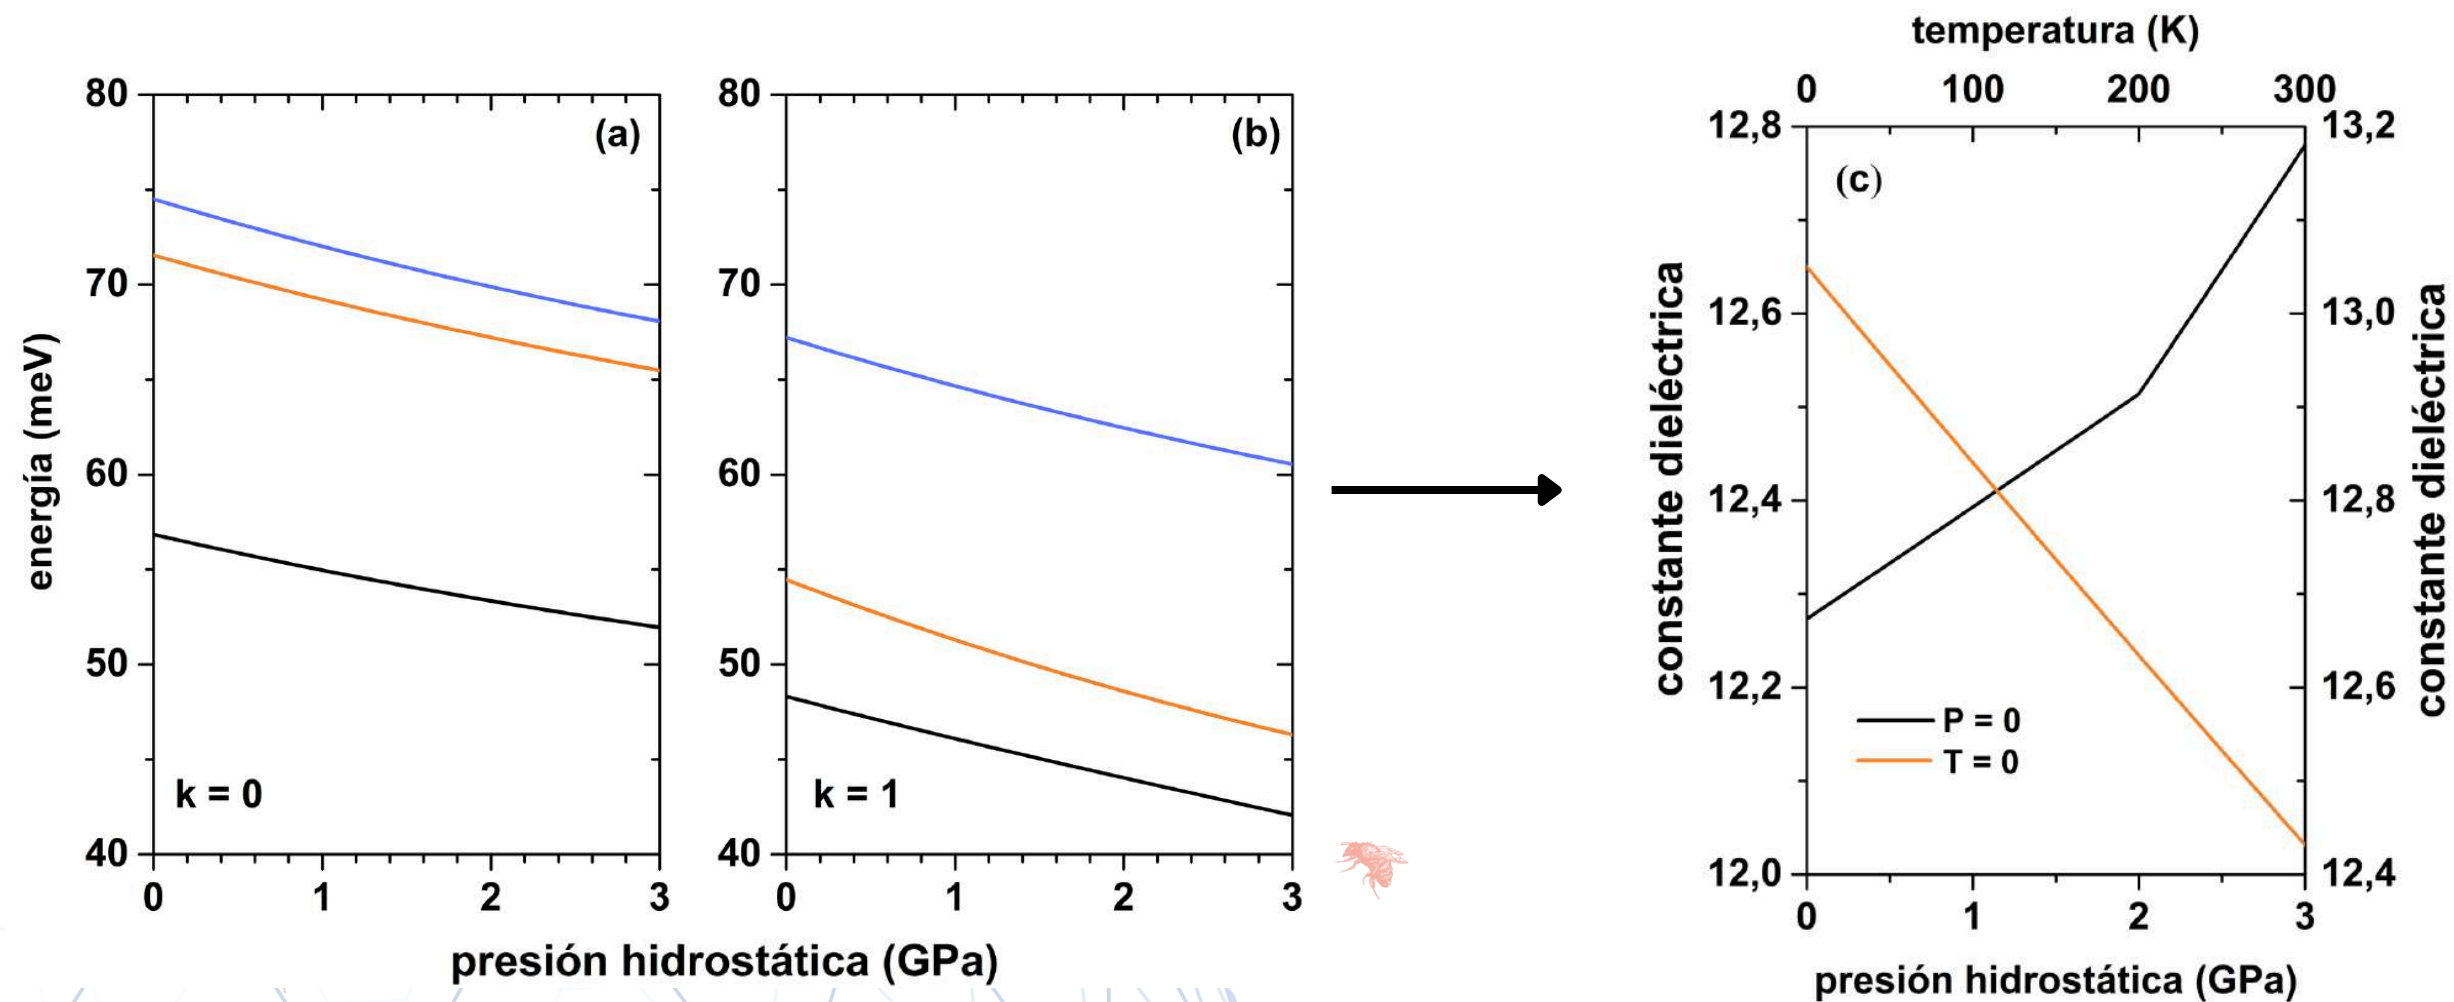 energía (meV)
80
70
60
50
40
(a)
k = 0
0 1 2 3
80
70
60
50
40
(b)
k = 1
0 1 2 3
presión hidrostática (GPa)
temperatura (K)
0 100 200 300
constante dieléctrica
12,8
12,6
12,4
12,2
12,0
(c)
P = 0
T = 0
13,2
13,0
12,8
12,6
12,4
constante dieléctrica
0 1 2 3
presión hidrostática (GPa)